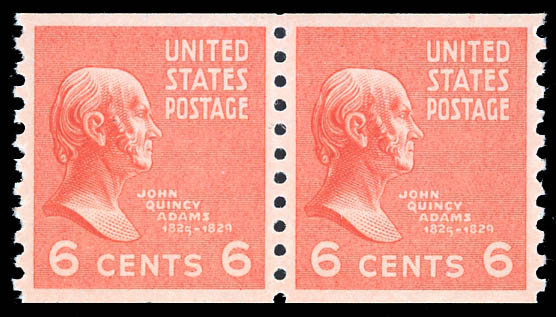 UNITED
STATES
POSTAGE
JOHN
QUINCY
ADAMS
1825-1829
6 CENTS 6
UNITED
STATES
POSTAGE
JOHN
QUINCY
ADAMS
1825-1829
6 CENTS 6